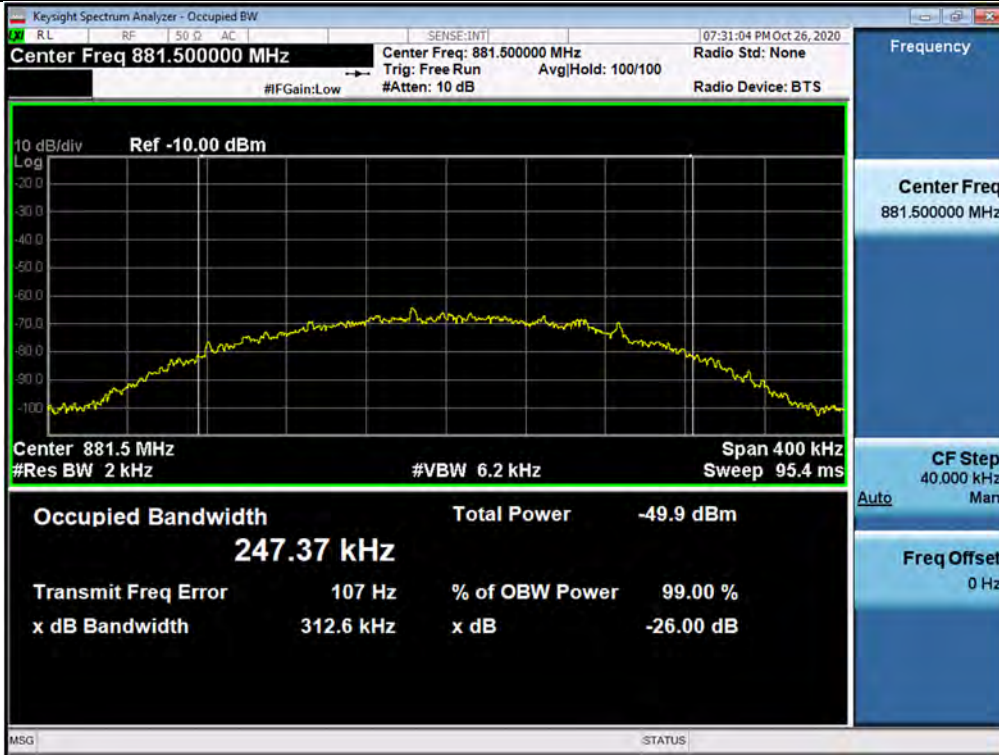 Keysight Spectrum Analyzer - Occupied BW
RL RF 50 Ω AC SENSE:INT 07:31:04 PM Oct 26, 2020
Center Freq 881.500000 MHz
Center Freq: 881.500000 MHz Radio Std: None
Trig: Free Run Avg|Hold: 100/100
#IFGain:Low #Atten: 10 dB Radio Device: BTS
10 dB/div Ref -10.00 dBm
Log
-20.0
-30.0
-40.0
-50.0
-60.0
-70.0
-80.0
-90.0
-100
Center 881.5 MHz Span 400 kHz
#Res BW 2 kHz #VBW 6.2 kHz Sweep 95.4 ms
Occupied Bandwidth Total Power -49.9 dBm
247.37 kHz
Transmit Freq Error 107 Hz % of OBW Power 99.00 %
x dB Bandwidth 312.6 kHz x dB -26.00 dB
MSG STATUS
Frequency
Center Freq
881.500000 MHz
CF Step
40.000 kHz
Auto Man
Freq Offset
0 Hz